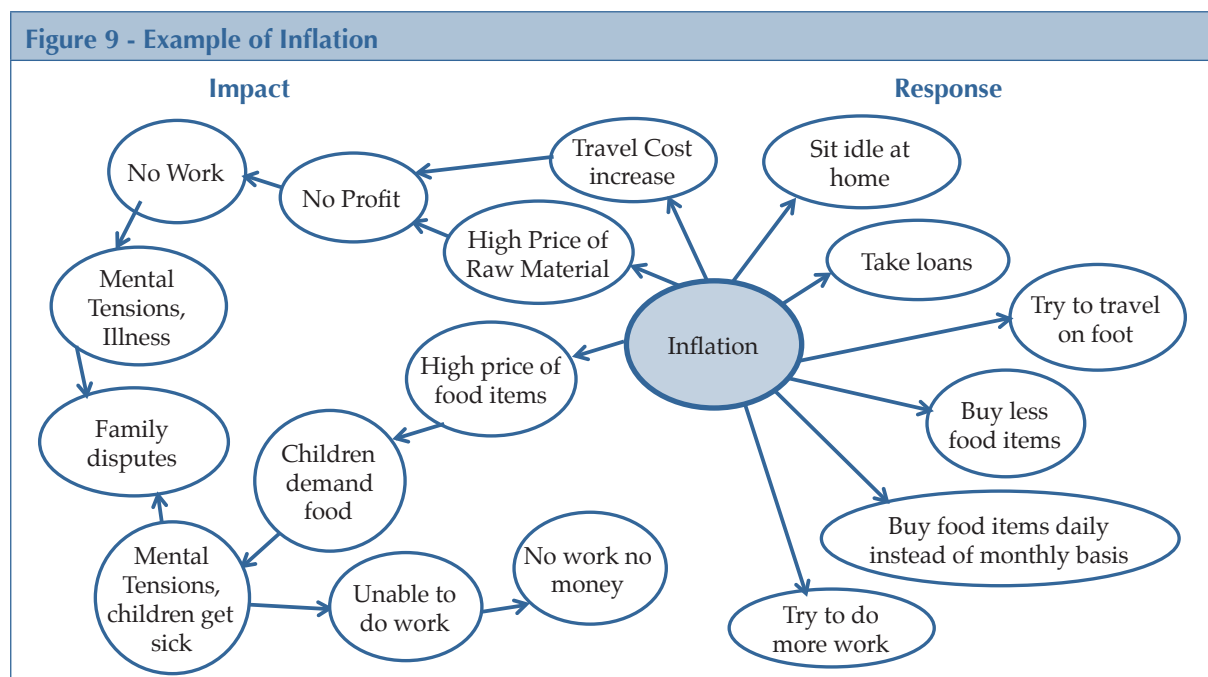 Figure 9 - Example of Inflation
Impact
Response
No Work
No Profit
Travel Cost
increase
Sit idle at
home
High Price of
Raw Material
Take loans
Mental
Tensions,
Illness
Inflation
Try to travel
on foot
High price of
food items
Buy less
food items
Family
disputes
Children
demand
food
Buy food items daily
instead of monthly basis
Mental
Tensions,
children get
sick
Unable to
do work
No work no
money
Try to do
more work